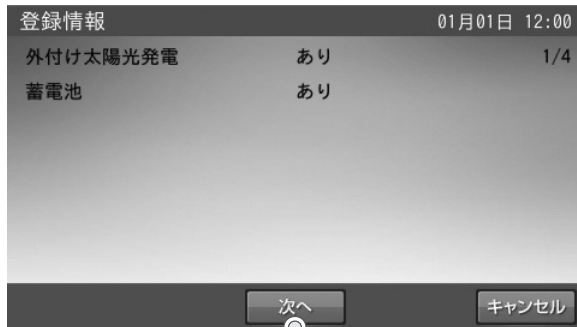 登録情報 01月01日 12:00
外付け太陽光発電 あり 1/4
蓄電池 あり
次へ キャンセル